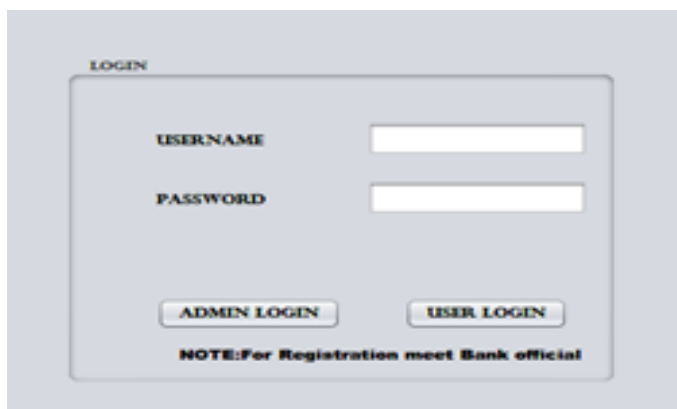 LOGIN
USERNAME
PASSWORD
ADMIN LOGIN USER LOGIN
NOTE:For Registration meet Bank official